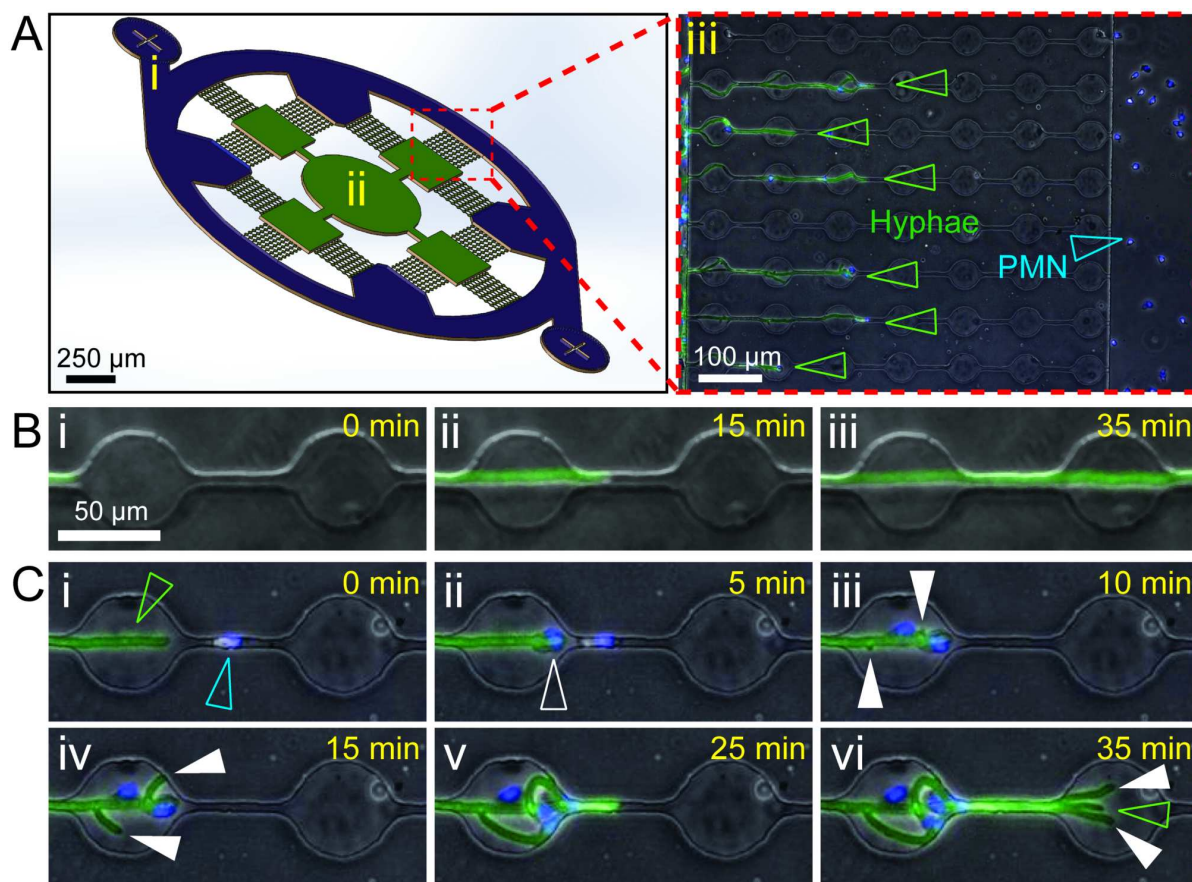 A
i
ii
250 µm
iii
Hyphae
PMN
100 µm
B
i
0 min
50 µm
ii
15 min
iii
35 min
C
i
0 min
ii
5 min
iii
10 min
iv
15 min
v
25 min
vi
35 min